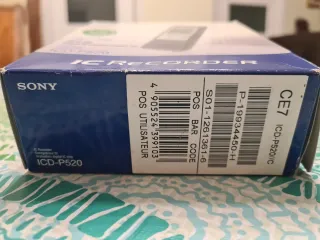 IC RECORDER
SONY
ICD-P520
4 905524 399103
POS BAR CODE
POS UTILISATEUR
S01-1261361-6
P-19934450-H
CE7
ICD-P520/C